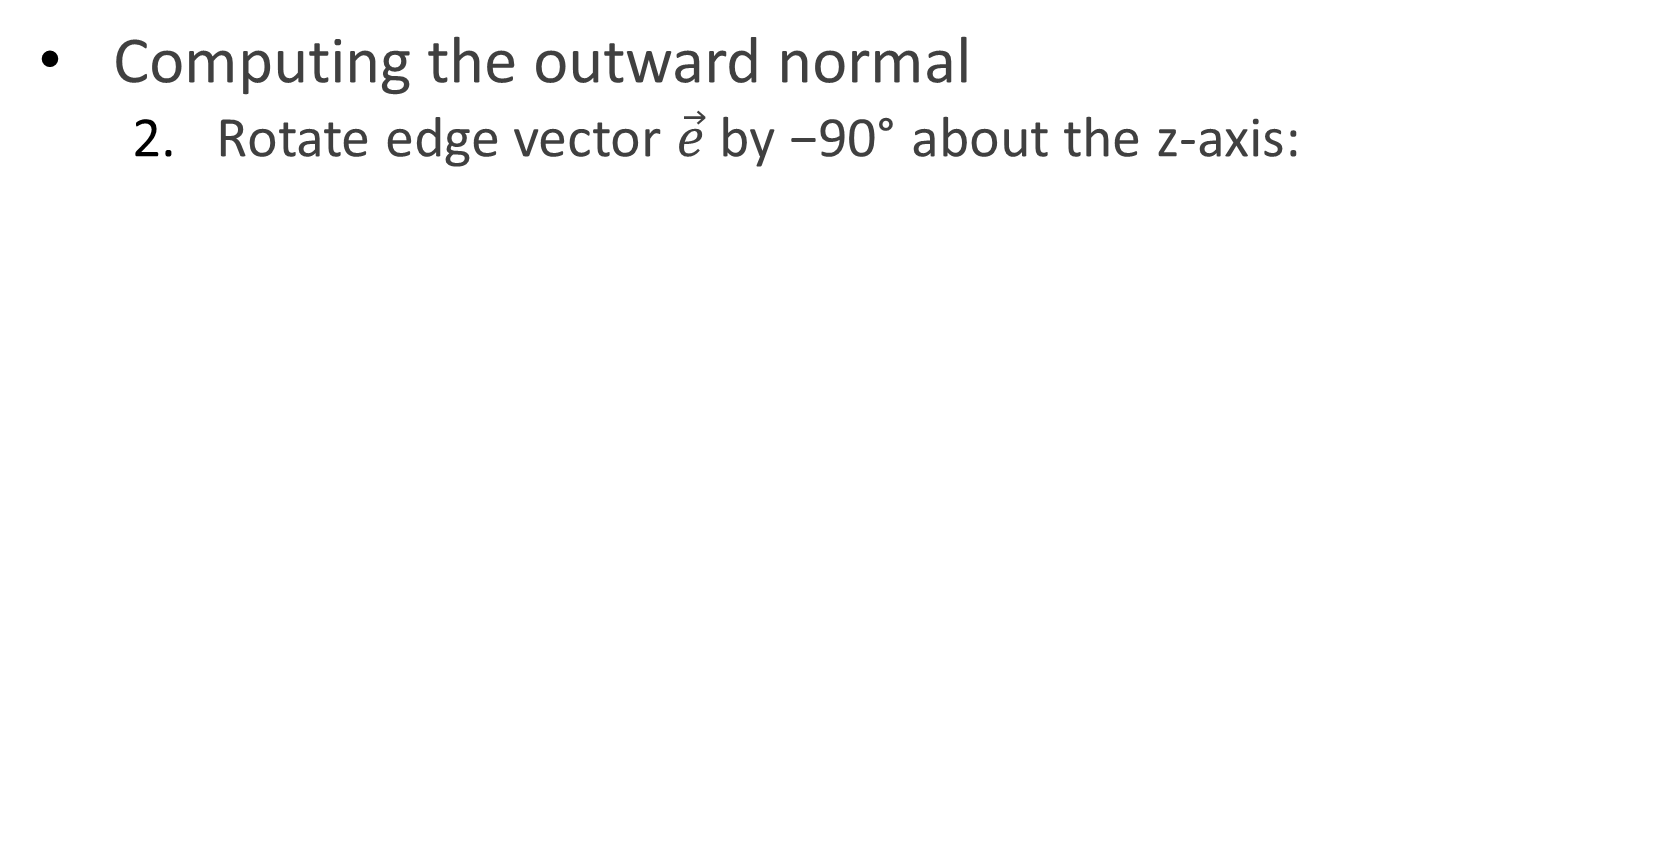 • Computing the outward normal
2. Rotate edge vector e⃗ by −90° about the z-axis: